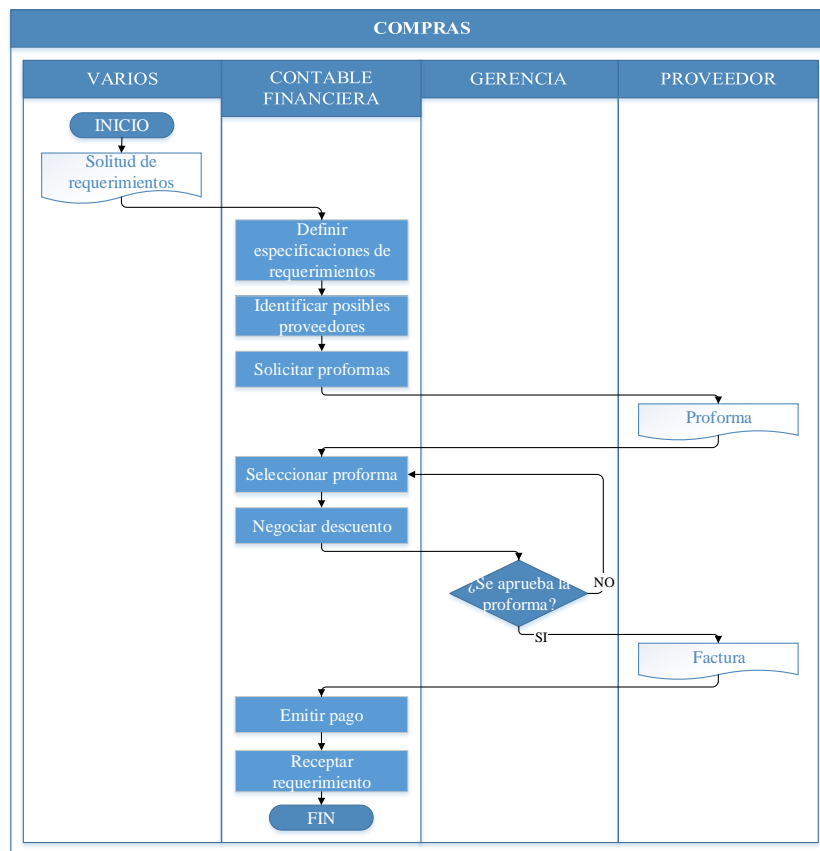 COMPRAS
VARIOS
CONTABLE
FINANCIERA
GERENCIA
PROVEEDOR
INICIO
Solitud de
requerimientos
Definir
especificaciones de
requerimientos
Identificar posibles
proveedores
Solicitar proformas
Proforma
Seleccionar proforma
Negociar descuento
¿Se aprueba la
proforma?
NO
SI
Factura
Emitir pago
Receptar
requerimiento
FIN